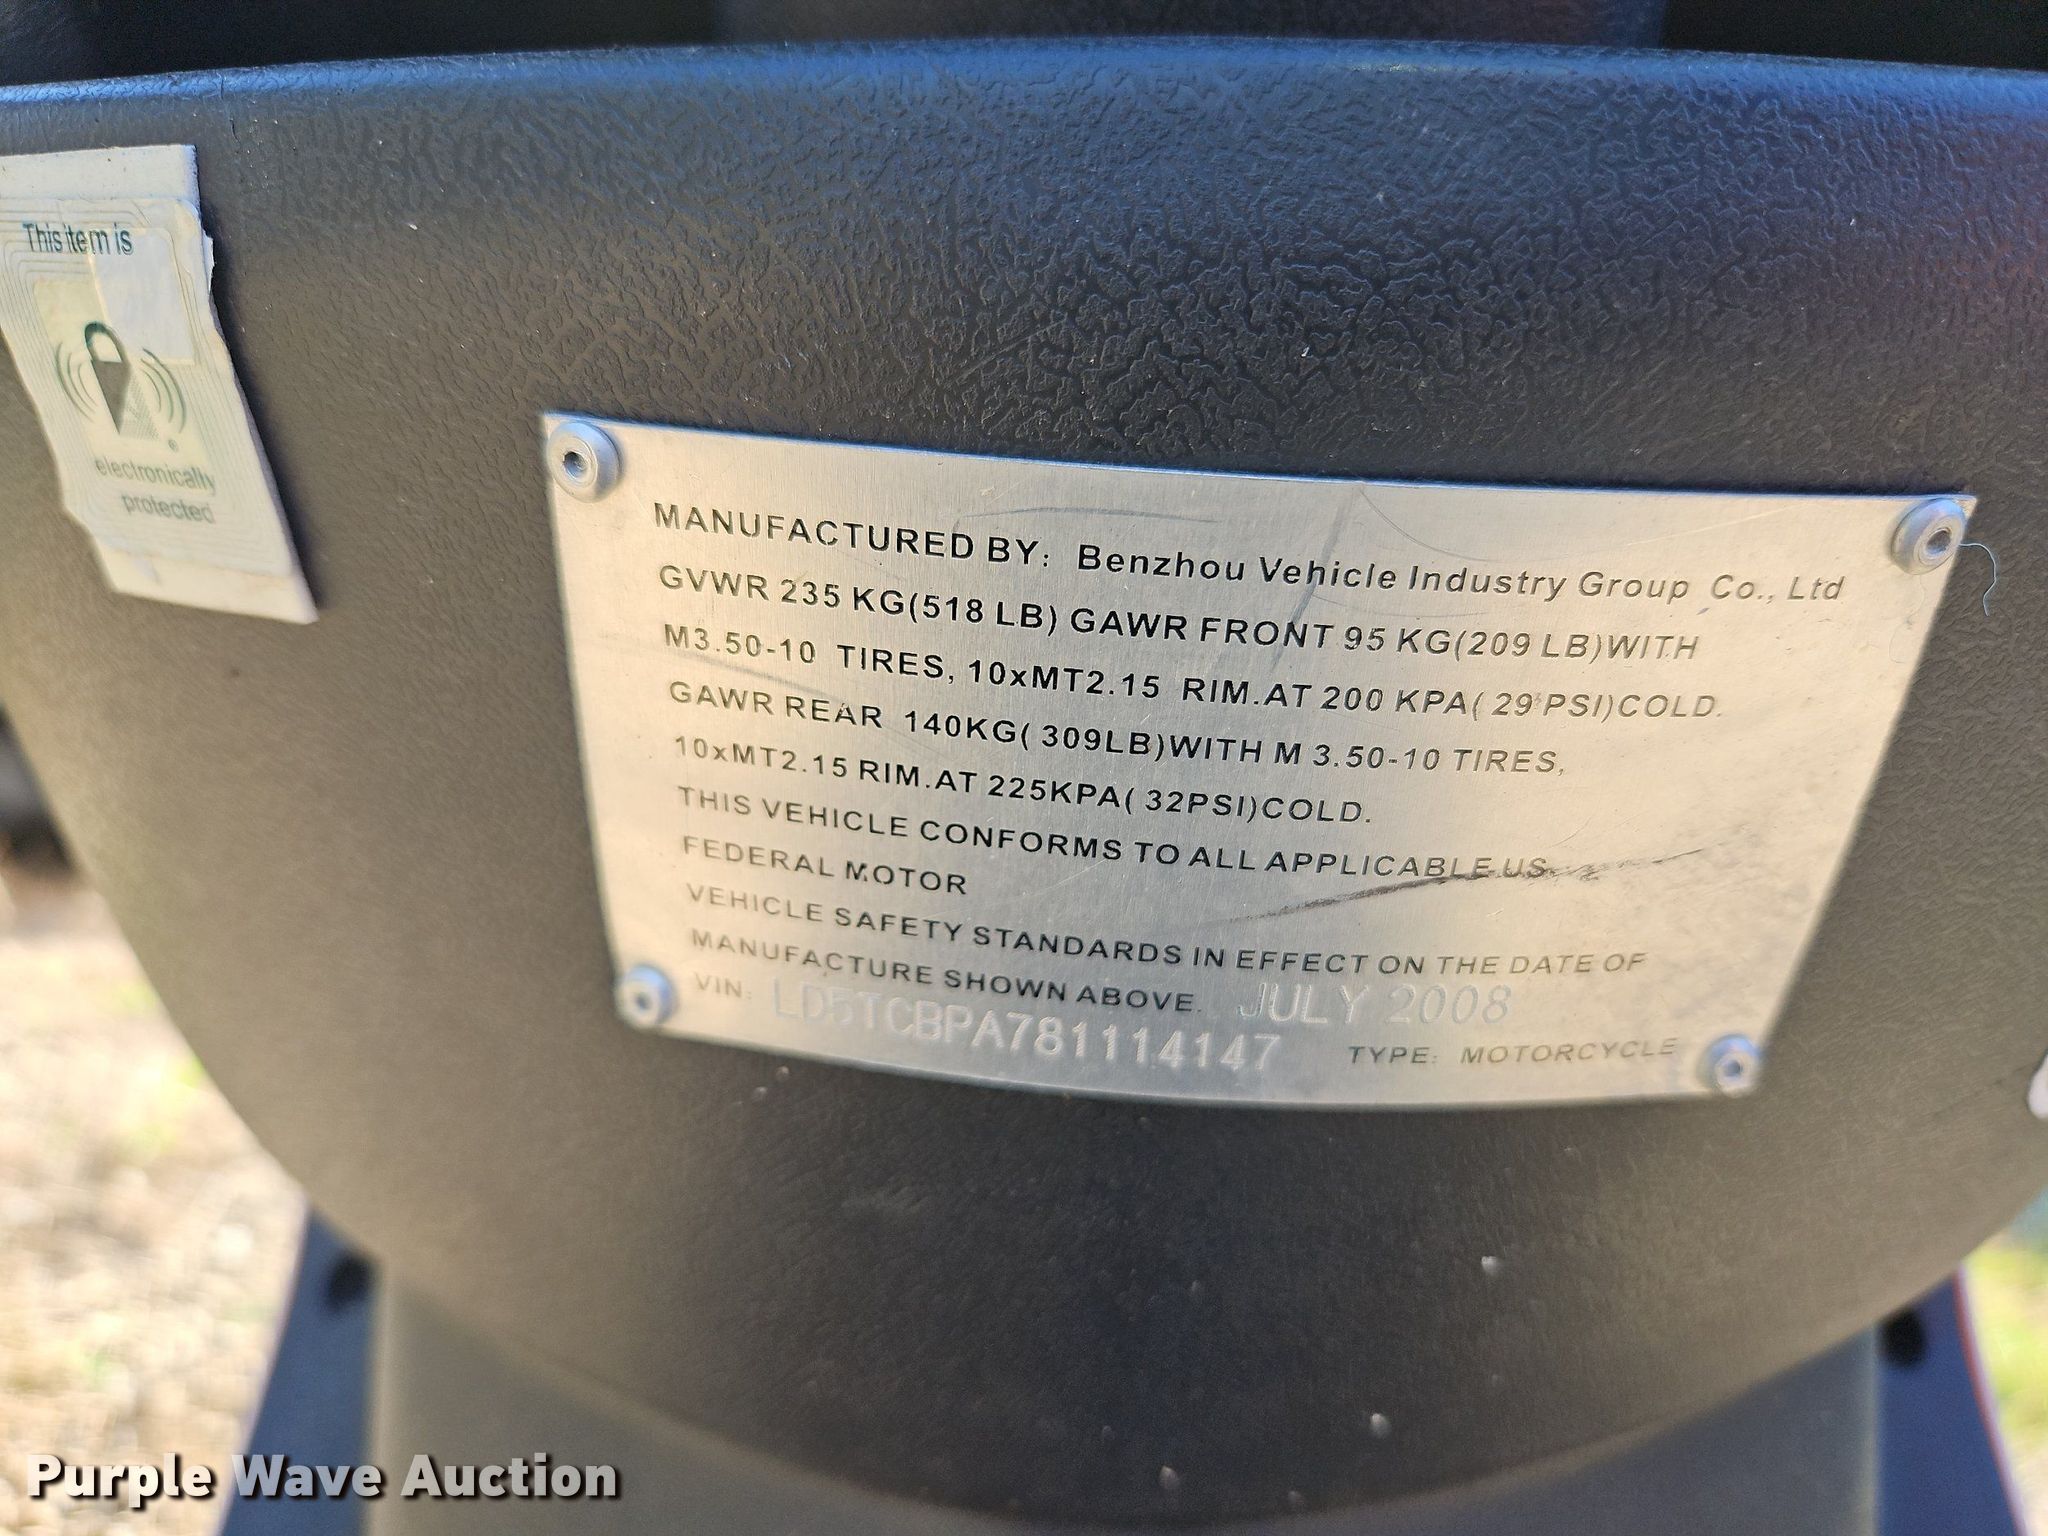 This item is
electronically
protected
MANUFACTURED BY: Benzhou Vehicle Industry Group Co., Ltd
GVWR 235 KG(518 LB) GAWR FRONT 95 KG(209 LB)WITH
M3.50-10 TIRES, 10xMT2.15 RIM.AT 200 KPA( 29 PSI)COLD.
GAWR REAR 140KG( 309LB)WITH M 3.50-10 TIRES,
10xMT2.15 RIM.AT 225KPA( 32PSI)COLD.
THIS VEHICLE CONFORMS TO ALL APPLICABLE US
FEDERAL MOTOR
VEHICLE SAFETY STANDARDS IN EFFECT ON THE DATE OF
MANUFACTURE SHOWN ABOVE. JULY 2008
VIN: LD5TCBPA781114147 TYPE: MOTORCYCLE
Purple Wave Auction